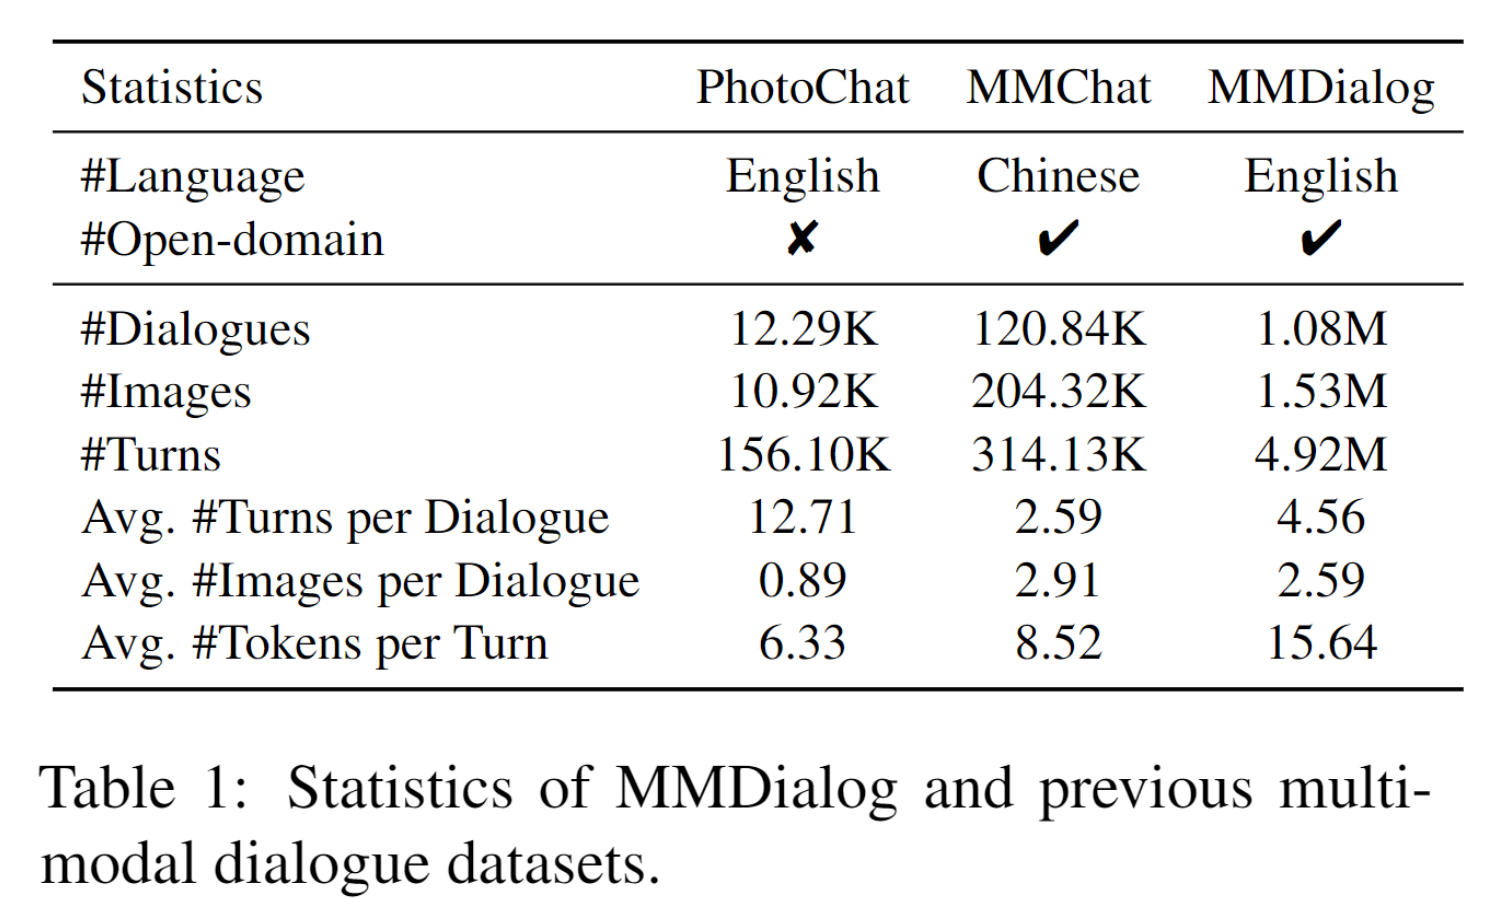 Statistics PhotoChat MMChat MMDialog
#Language English Chinese English
#Open-domain ✘ ✔ ✔
#Dialogues 12.29K 120.84K 1.08M
#Images 10.92K 204.32K 1.53M
#Turns 156.10K 314.13K 4.92M
Avg. #Turns per Dialogue 12.71 2.59 4.56
Avg. #Images per Dialogue 0.89 2.91 2.59
Avg. #Tokens per Turn 6.33 8.52 15.64
Table 1: Statistics of MMDialog and previous multi-
modal dialogue datasets.